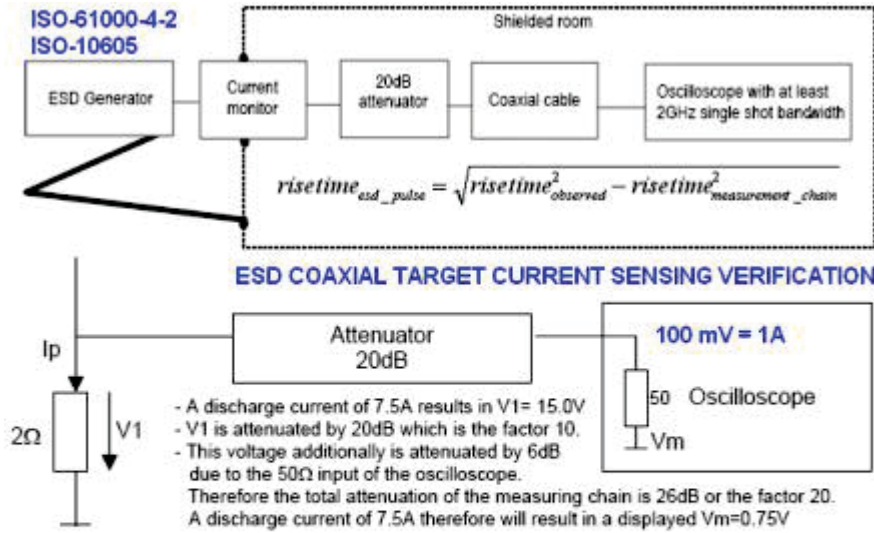 ISO-61000-4-2
ISO-10605
Shielded room
ESD Generator
Current
monitor
20dB
attenuator
Coaxial cable
Oscilloscope with at least
2GHz single shot bandwidth
risetime_esd_pulse = √(risetime²_observed − risetime²_measurement_chain)
ESD COAXIAL TARGET CURRENT SENSING VERIFICATION
Ip
2Ω
V1
Attenuator
20dB
100 mV = 1A
50
Oscilloscope
Vm
- A discharge current of 7.5A results in V1= 15.0V
- V1 is attenuated by 20dB which is the factor 10.
- This voltage additionally is attenuated by 6dB
due to the 50Ω input of the oscilloscope.
Therefore the total attenuation of the measuring chain is 26dB or the factor 20.
A discharge current of 7.5A therefore will result in a displayed Vm=0.75V